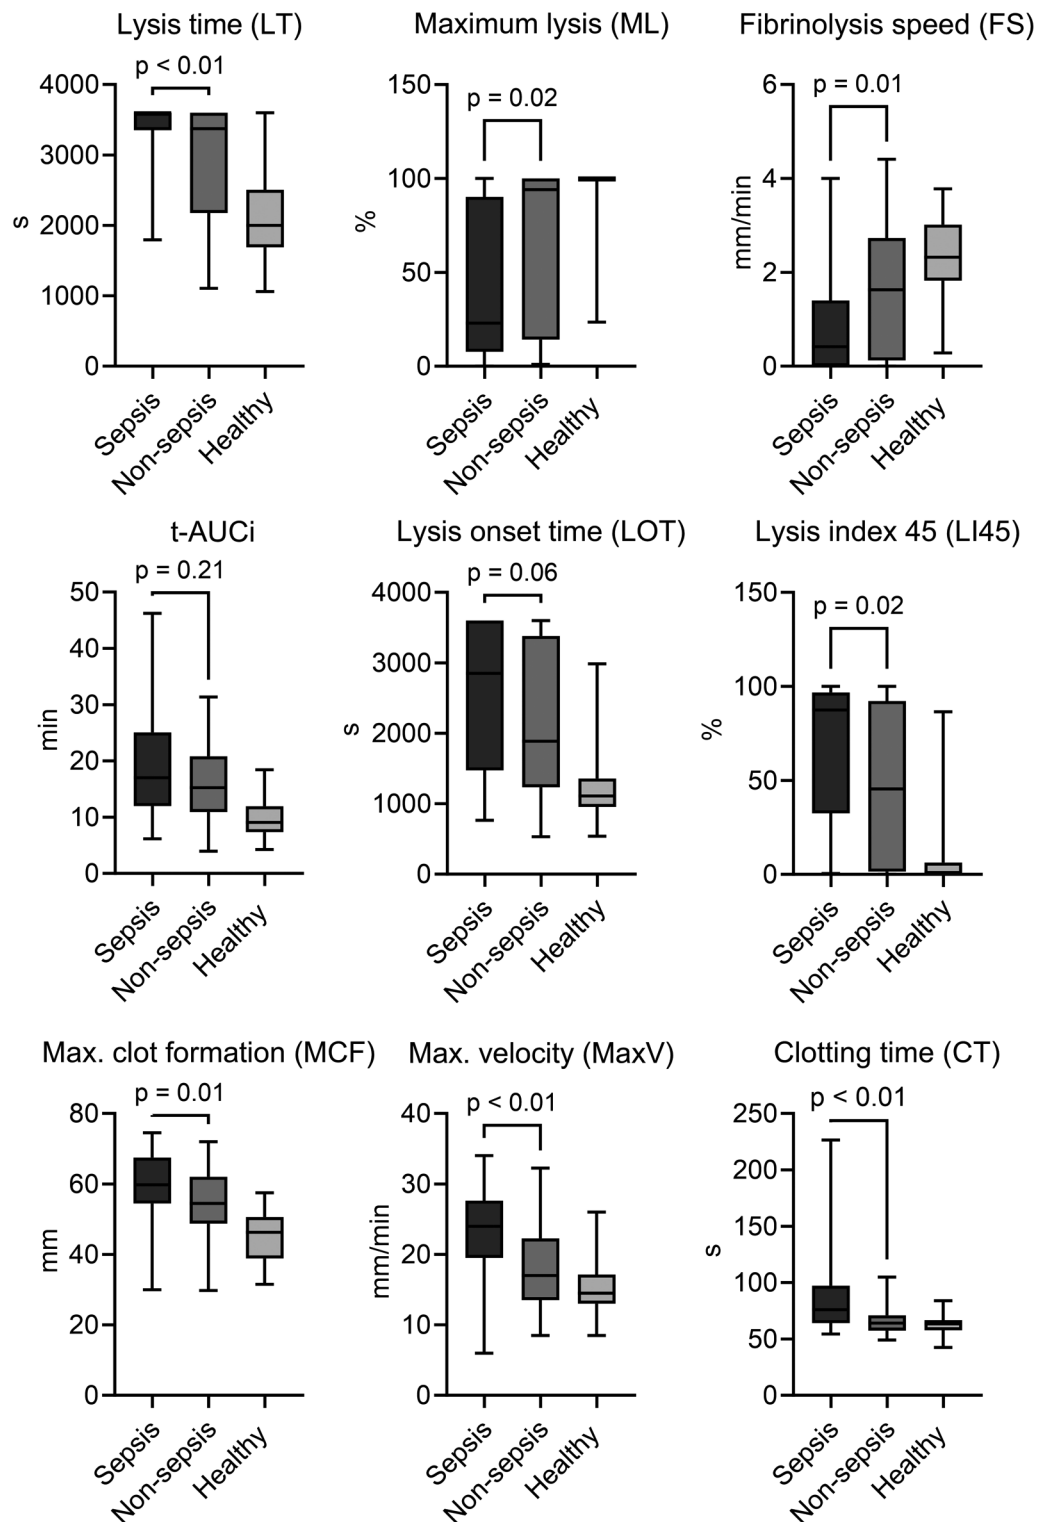 Lysis time (LT)
p < 0.01
4000
3000
2000
1000
0
s
Sepsis
Non-sepsis
Healthy
Maximum lysis (ML)
p = 0.02
150
100
50
0
%
Sepsis
Non-sepsis
Healthy
Fibrinolysis speed (FS)
p = 0.01
6
4
2
0
mm/min
Sepsis
Non-sepsis
Healthy
t-AUCi
p = 0.21
50
40
30
20
10
0
min
Sepsis
Non-sepsis
Healthy
Lysis onset time (LOT)
p = 0.06
4000
3000
2000
1000
0
s
Sepsis
Non-sepsis
Healthy
Lysis index 45 (LI45)
p = 0.02
150
100
50
0
%
Sepsis
Non-sepsis
Healthy
Max. clot formation (MCF)
p = 0.01
80
60
40
20
0
mm
Sepsis
Non-sepsis
Healthy
Max. velocity (MaxV)
p < 0.01
40
30
20
10
0
mm/min
Sepsis
Non-sepsis
Healthy
Clotting time (CT)
p < 0.01
250
200
150
100
50
0
s
Sepsis
Non-sepsis
Healthy